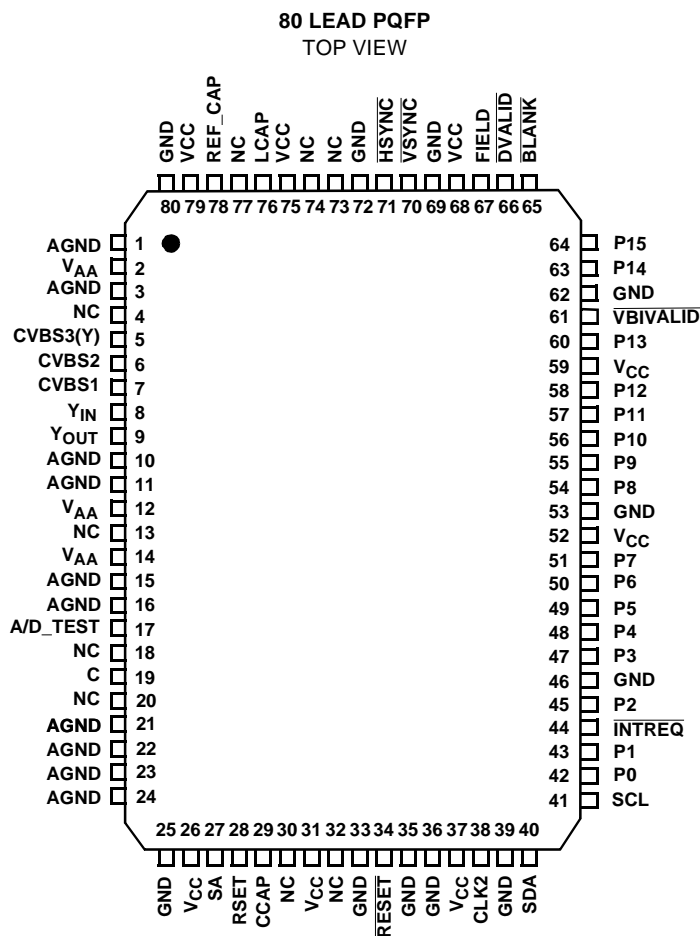 80 LEAD PQFP
TOP VIEW
GND
VCC
REF_CAP
NC
LCAP
VCC
NC
NC
GND
HSYNC
VSYNC
GND
VCC
FIELD
DVALID
BLANK
80 79 78 77 76 75 74 73 72 71 70 69 68 67 66 65
AGND 1
VAA 2
AGND 3
NC 4
CVBS3(Y) 5
CVBS2 6
CVBS1 7
YIN 8
YOUT 9
AGND 10
AGND 11
VAA 12
NC 13
VAA 14
AGND 15
AGND 16
A/D_TEST 17
NC 18
C 19
NC 20
AGND 21
AGND 22
AGND 23
AGND 24
64 P15
63 P14
62 GND
61 VBIVALID
60 P13
59 VCC
58 P12
57 P11
56 P10
55 P9
54 P8
53 GND
52 VCC
51 P7
50 P6
49 P5
48 P4
47 P3
46 GND
45 P2
44 INTREQ
43 P1
42 P0
41 SCL
25 26 27 28 29 30 31 32 33 34 35 36 37 38 39 40
GND
VCC
SA
RSET
CCAP
NC
VCC
NC
GND
RESET
GND
GND
VCC
CLK2
GND
SDA